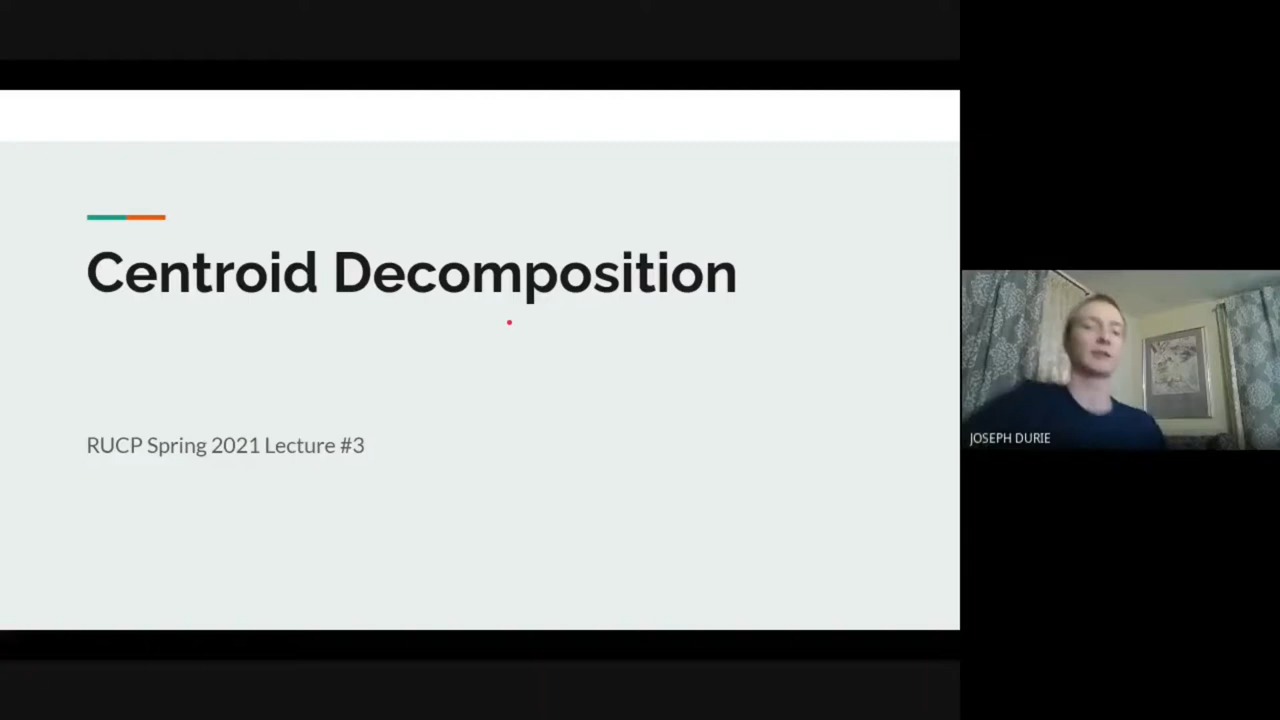 Centroid Decomposition
RUCP Spring 2021 Lecture #3
JOSEPH DURIE